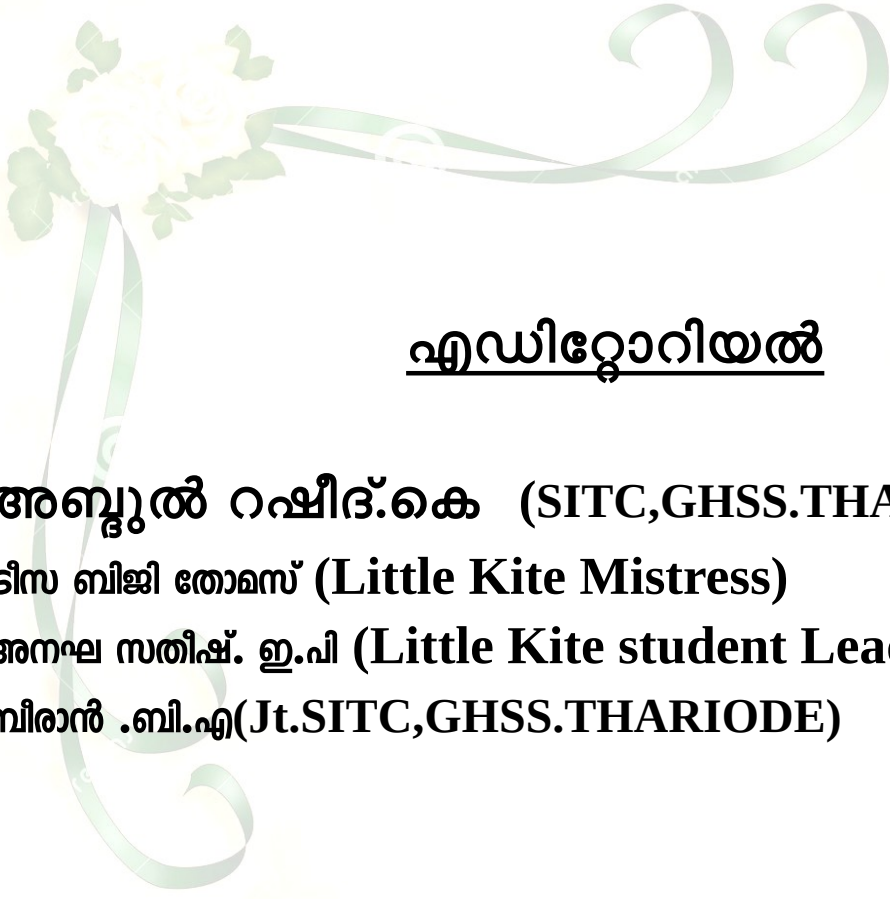 എഡിറ്റോറിയൽ
അബ്ദുൽ റഷീദ്.കെ (SITC,GHSS.THA
ടീസ ബിജി തോമസ് (Little Kite Mistress)
അനഘ സതീഷ്. ഇ.പി (Little Kite student Lea
ബീരാൻ .ബി.എ(Jt.SITC,GHSS.THARIODE)